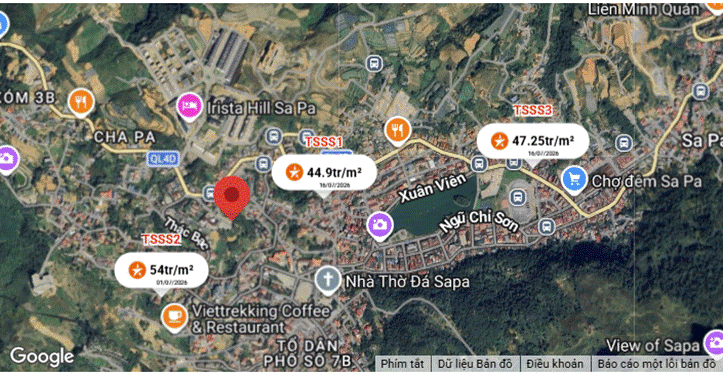 Liên Minh Quán
XÓM 3B
Irista Hill Sa Pa
TSSS3
47.25tr/m²
16/07/2026
CHA PA
TSSS1
QL4D
44.9tr/m²
16/07/2026
Sa Pa
Chợ đêm Sa Pa
Xuân Viên
Ngũ Chỉ Sơn
Thác Bạc
TSSS2
54tr/m²
01/07/2026
Nhà Thờ Đá Sapa
Viettrekking Coffee
& Restaurant
TỔ DÂN
PHỐ SỐ 7B
View of Sapa
Google
Phím tắt
Dữ liệu Bản đồ
Điều khoản
Báo cáo một lỗi bản đồ